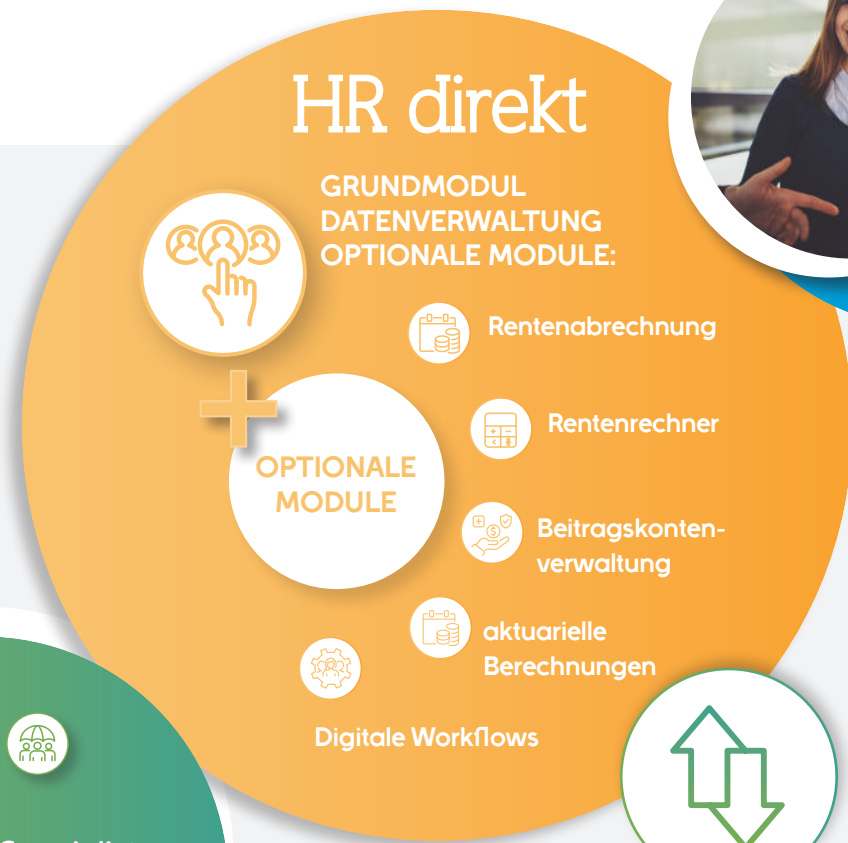 HR direkt
GRUNDMODUL
DATENVERWALTUNG
OPTIONALE MODULE:
Rentenabrechnung
Rentenrechner
OPTIONALE
MODULE
Beitragskonten-
verwaltung
aktuarielle
Berechnungen
Digitale Workflows